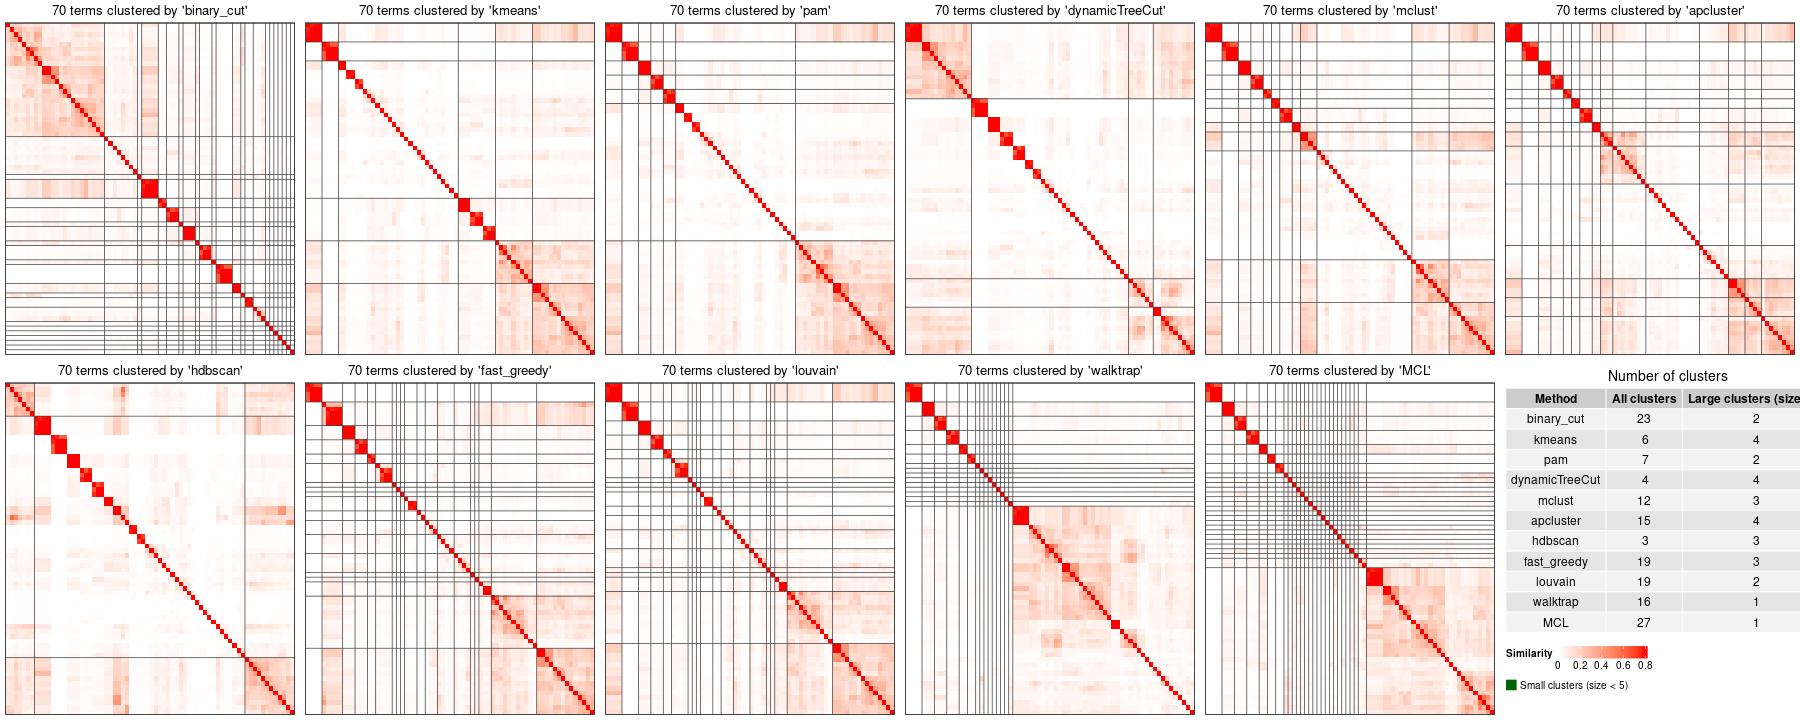 70 terms clustered by 'binary_cut'
70 terms clustered by 'kmeans'
70 terms clustered by 'pam'
70 terms clustered by 'dynamicTreeCut'
70 terms clustered by 'mclust'
70 terms clustered by 'apcluster'
70 terms clustered by 'hdbscan'
70 terms clustered by 'fast_greedy'
70 terms clustered by 'louvain'
70 terms clustered by 'walktrap'
70 terms clustered by 'MCL'
Number of clusters
Method All clusters Large clusters (size
binary_cut 23 2
kmeans 6 4
pam 7 2
dynamicTreeCut 4 4
mclust 12 3
apcluster 15 4
hdbscan 3 3
fast_greedy 19 3
louvain 19 2
walktrap 16 1
MCL 27 1
Similarity
0 0.2 0.4 0.6 0.8
Small clusters (size < 5)